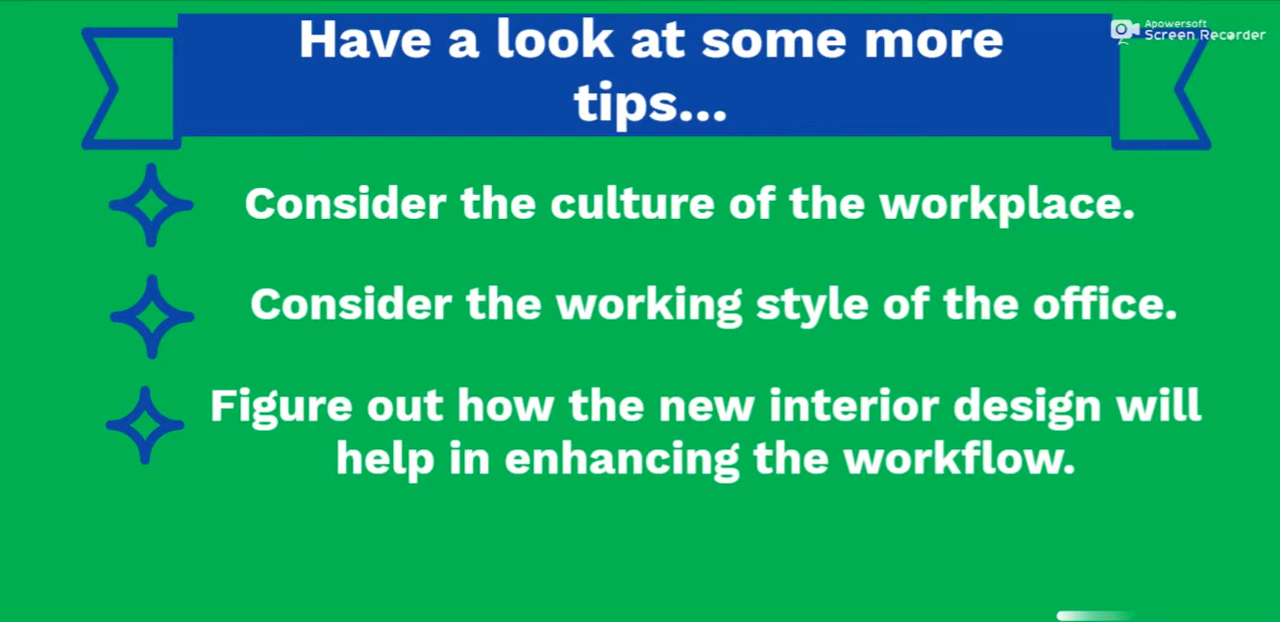 Have a look at some more
tips...
Apowersoft
Screen Recorder
Consider the culture of the workplace.
Consider the working style of the office.
Figure out how the new interior design will
help in enhancing the workflow.